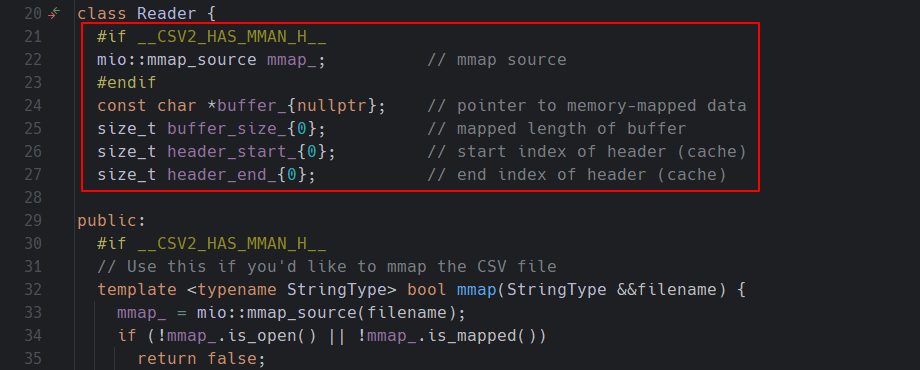 20 class Reader {
21 #if __CSV2_HAS_MMAN_H__
22 mio::mmap_source mmap_; // mmap source
23 #endif
24 const char *buffer_{nullptr}; // pointer to memory-mapped data
25 size_t buffer_size_{0}; // mapped length of buffer
26 size_t header_start_{0}; // start index of header (cache)
27 size_t header_end_{0}; // end index of header (cache)
28
29 public:
30 #if __CSV2_HAS_MMAN_H__
31 // Use this if you'd like to mmap the CSV file
32 template <typename StringType> bool mmap(StringType &&filename) {
33 mmap_ = mio::mmap_source(filename);
34 if (!mmap_.is_open() || !mmap_.is_mapped())
35 return false;